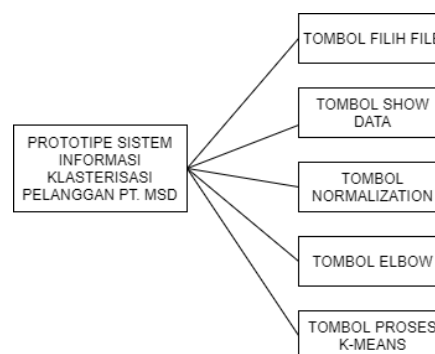 TOMBOL FILIH FILE
TOMBOL SHOW
DATA
PROTOTIPE SISTEM
INFORMASI
KLASTERISASI
PELANGGAN PT. MSD
TOMBOL
NORMALIZATION
TOMBOL ELBOW
TOMBOL PROSES
K-MEANS